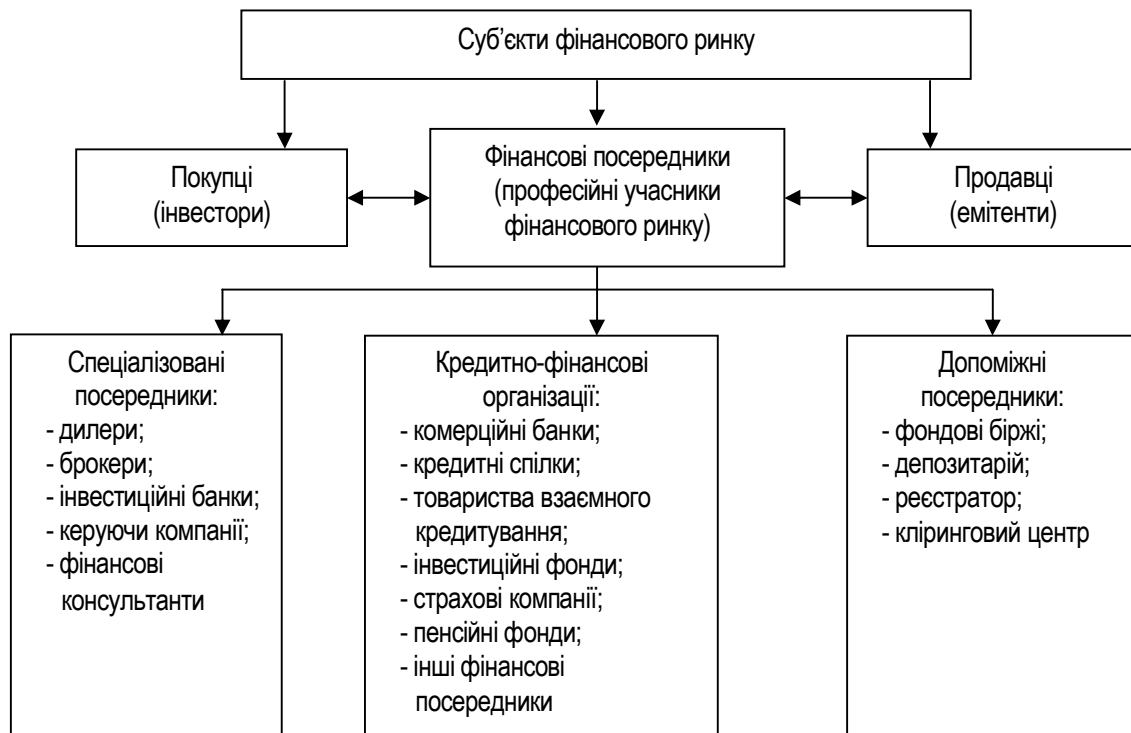 Суб’єкти фінансового ринку
Покупці
(інвестори)
Фінансові посередники
(професійні учасники
фінансового ринку)
Продавці
(емітенти)
Спеціалізовані
посередники:
- дилери;
- брокери;
- інвестиційні банки;
- керуючи компанії;
- фінансові
консультанти
Кредитно-фінансові
організації:
- комерційні банки;
- кредитні спілки;
- товариства взаємного
кредитування;
- інвестиційні фонди;
- страхові компанії;
- пенсійні фонди;
- інші фінансові
посередники
Допоміжні
посередники:
- фондові біржі;
- депозитарій;
- реєстратор;
- кліринговий центр